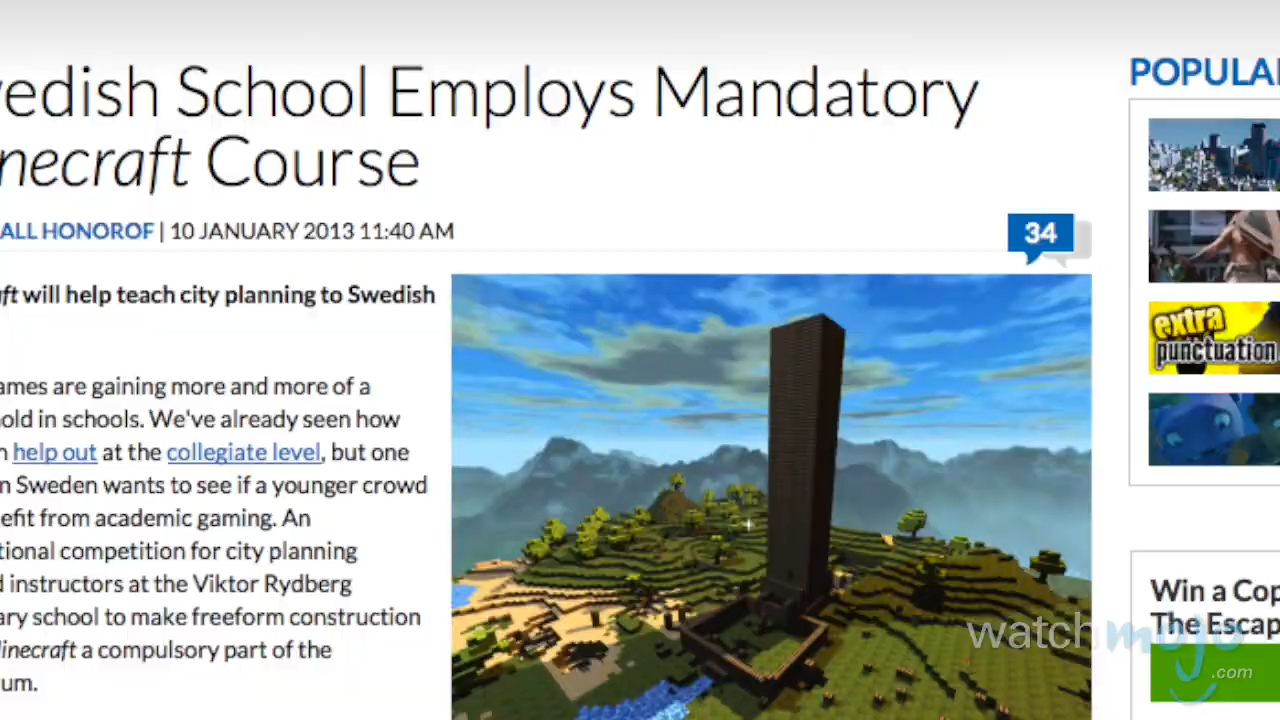 edish School Employs Mandatory
necraft Course
ALL HONOROF | 10 JANUARY 2013 11:40 AM
34
ft will help teach city planning to Swedish
ames are gaining more and more of a
old in schools. We've already seen how
n help out at the collegiate level, but one
n Sweden wants to see if a younger crowd
efit from academic gaming. An
tional competition for city planning
d instructors at the Viktor Rydberg
ary school to make freeform construction
inecraft a compulsory part of the
um.
POPULA
extra
punctuation
Win a Cop
The Escap
watchmojo
.com